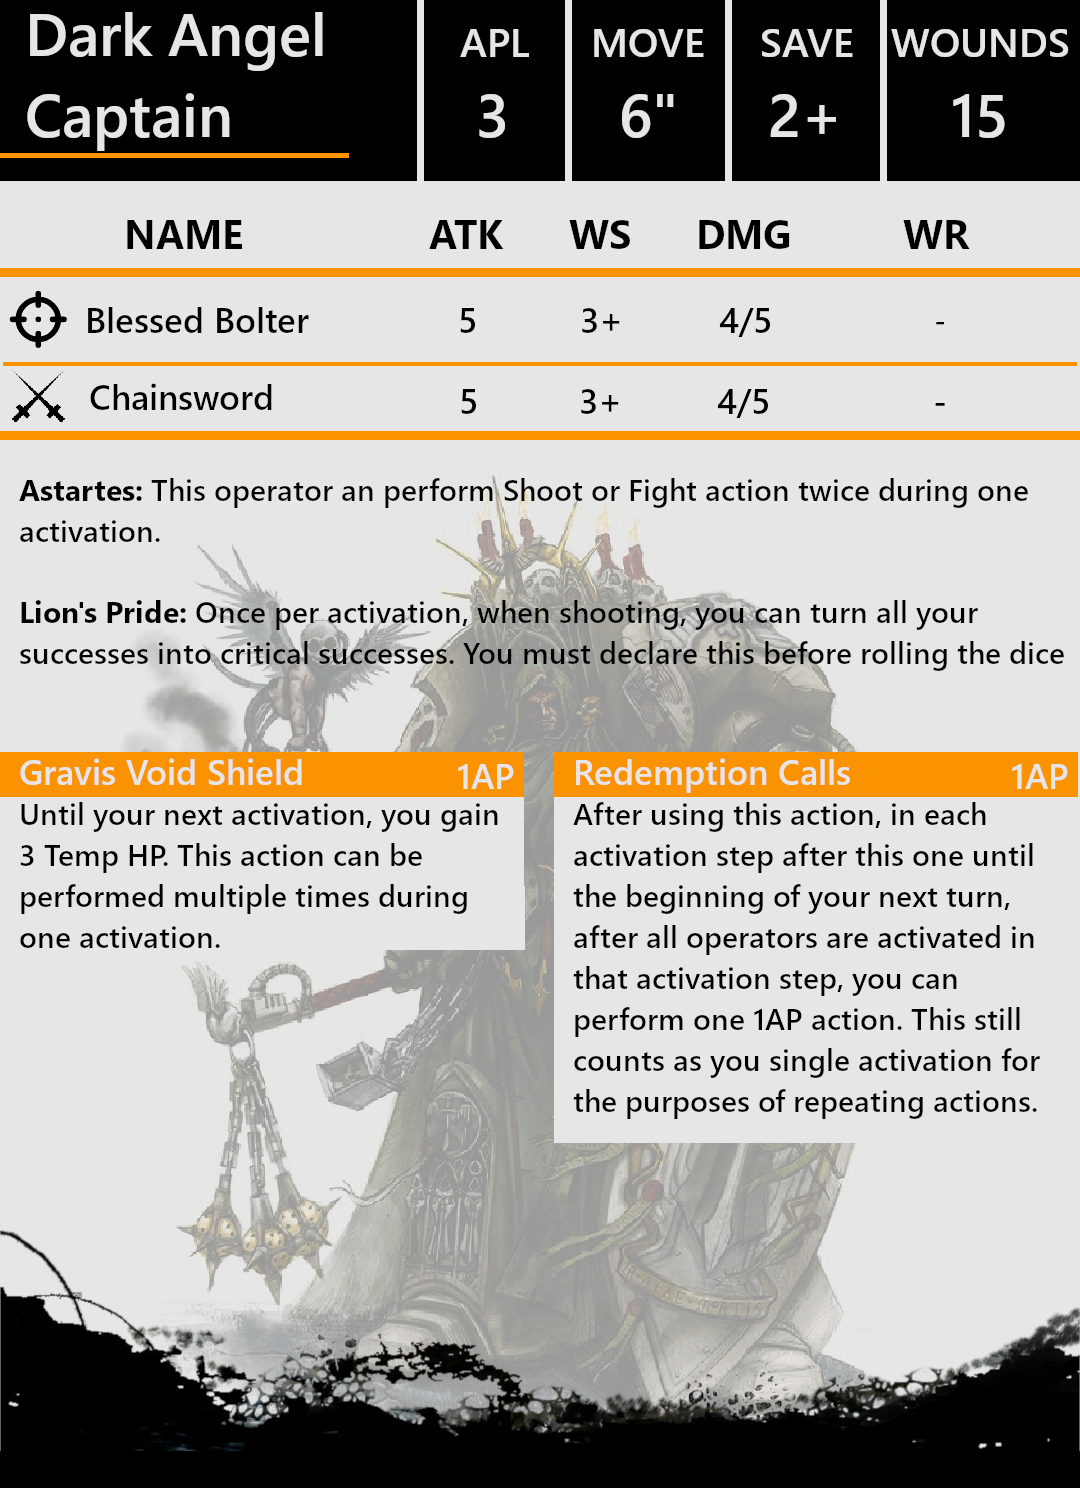 Dark Angel
Captain
APL
3
MOVE
6"
SAVE
2+
WOUNDS
15
NAME ATK WS DMG WR
Blessed Bolter 5 3+ 4/5 -
Chainsword 5 3+ 4/5 -
Astartes: This operator an perform Shoot or Fight action twice during one
activation.
Lion's Pride: Once per activation, when shooting, you can turn all your
successes into critical successes. You must declare this before rolling the dice
Gravis Void Shield 1AP
Until your next activation, you gain
3 Temp HP. This action can be
performed multiple times during
one activation.
Redemption Calls 1AP
After using this action, in each
activation step after this one until
the beginning of your next turn,
after all operators are activated in
that activation step, you can
perform one 1AP action. This still
counts as you single activation for
the purposes of repeating actions.